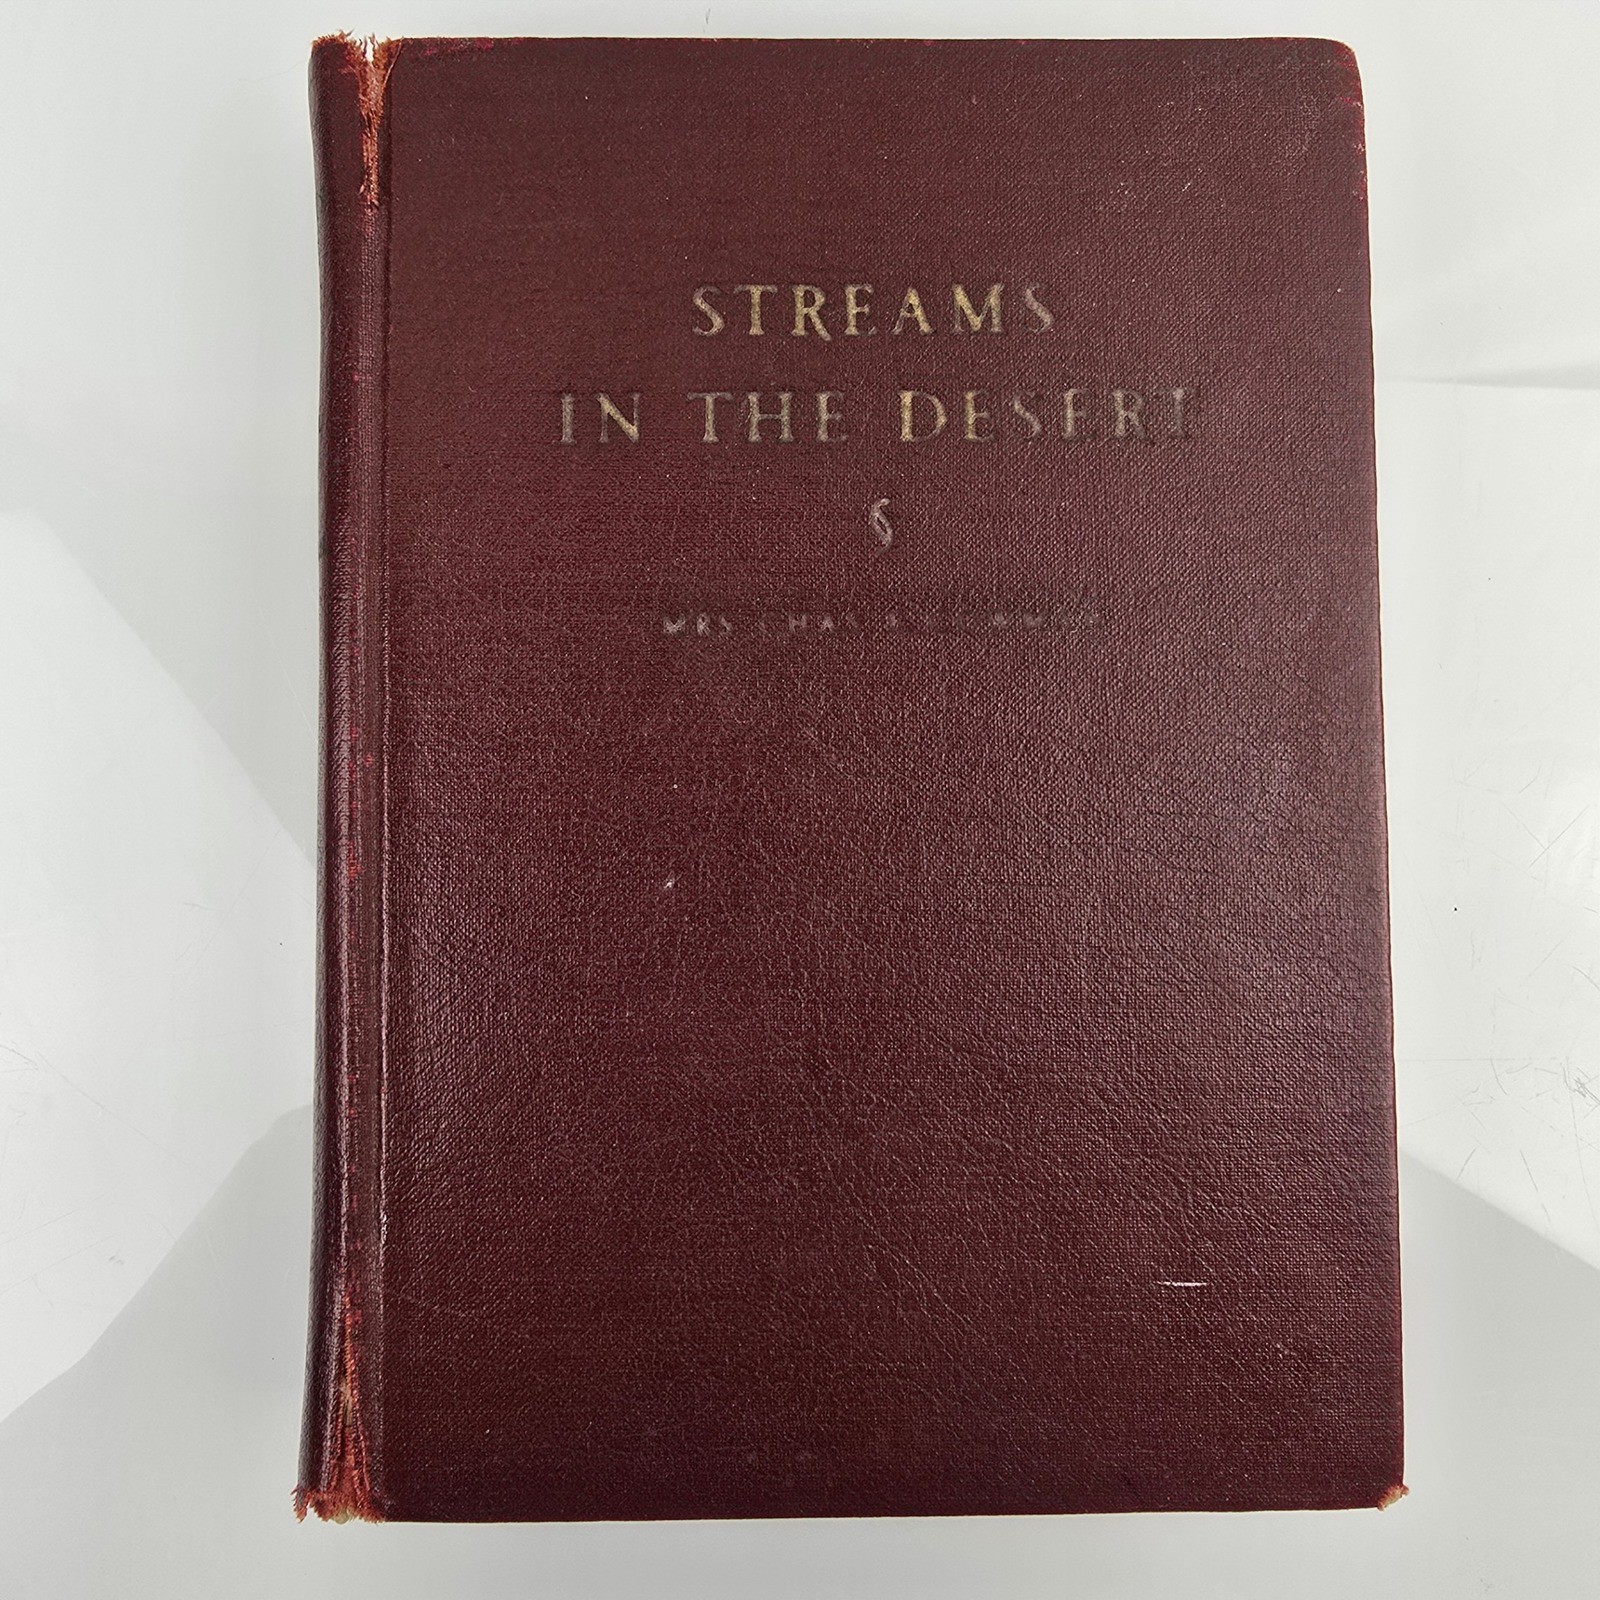 STREAMS
IN THE DESERT
§
MRS CHAS